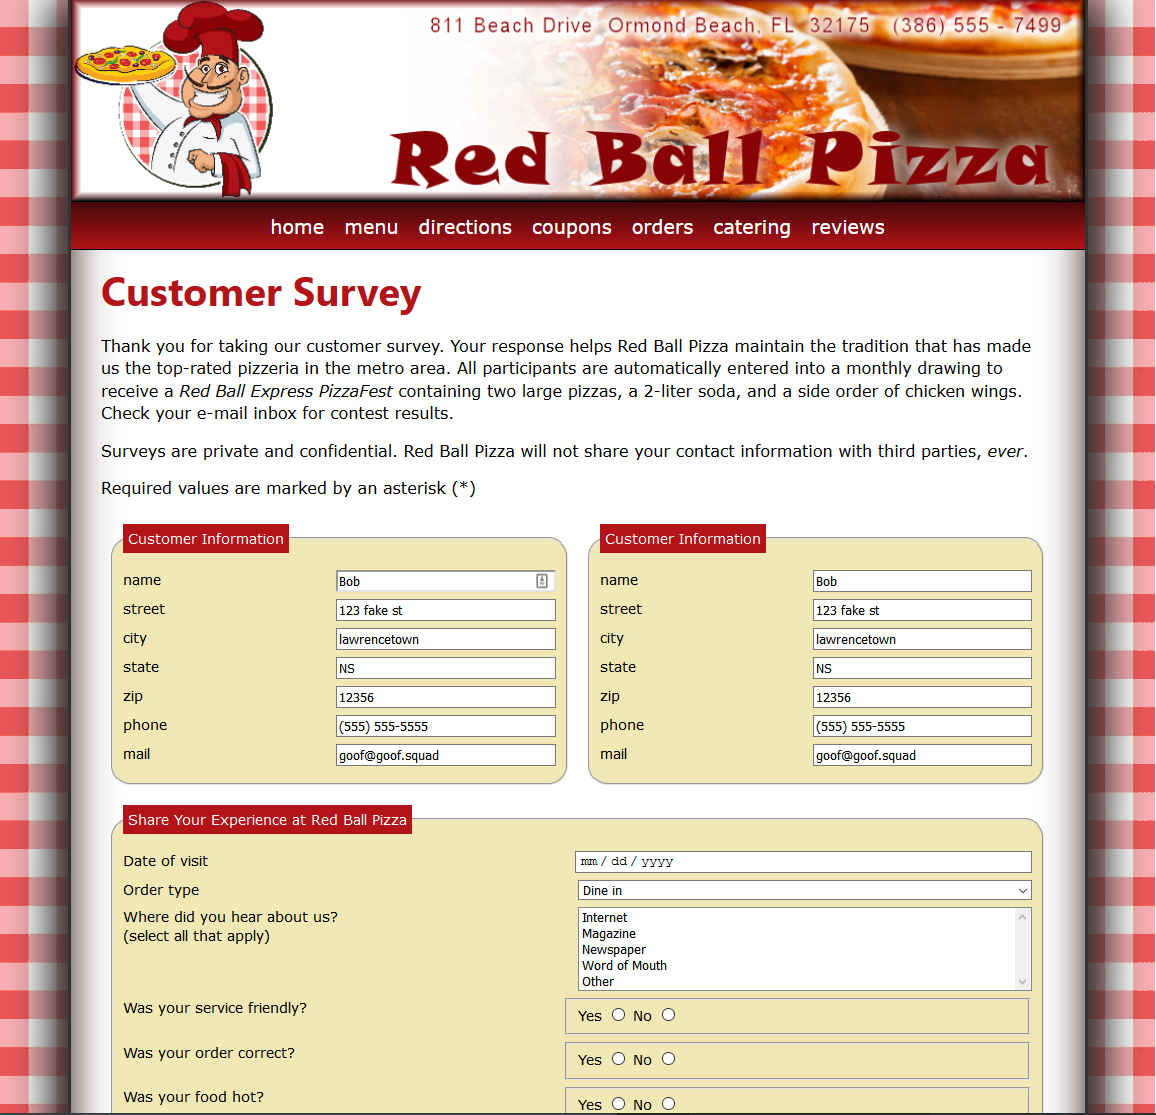 811 Beach Drive Ormond Beach, FL 32175 (386) 555 - 7499
Red Ball Pizza
home menu directions coupons orders catering reviews
Customer Survey
Thank you for taking our customer survey. Your response helps Red Ball Pizza maintain the tradition that has made
us the top-rated pizzeria in the metro area. All participants are automatically entered into a monthly drawing to
receive a Red Ball Express PizzaFest containing two large pizzas, a 2-liter soda, and a side order of chicken wings.
Check your e-mail inbox for contest results.
Surveys are private and confidential. Red Ball Pizza will not share your contact information with third parties, ever.
Required values are marked by an asterisk (*)
Customer Information
name Bob
street 123 fake st
city lawrencetown
state NS
zip 12356
phone (555) 555-5555
mail goof@goof.squad
Customer Information
name Bob
street 123 fake st
city lawrencetown
state NS
zip 12356
phone (555) 555-5555
mail goof@goof.squad
Share Your Experience at Red Ball Pizza
Date of visit mm / dd / yyyy
Order type Dine in
Where did you hear about us?
(select all that apply)
Internet
Magazine
Newspaper
Word of Mouth
Other
Was your service friendly? Yes No
Was your order correct? Yes No
Was your food hot? Yes No